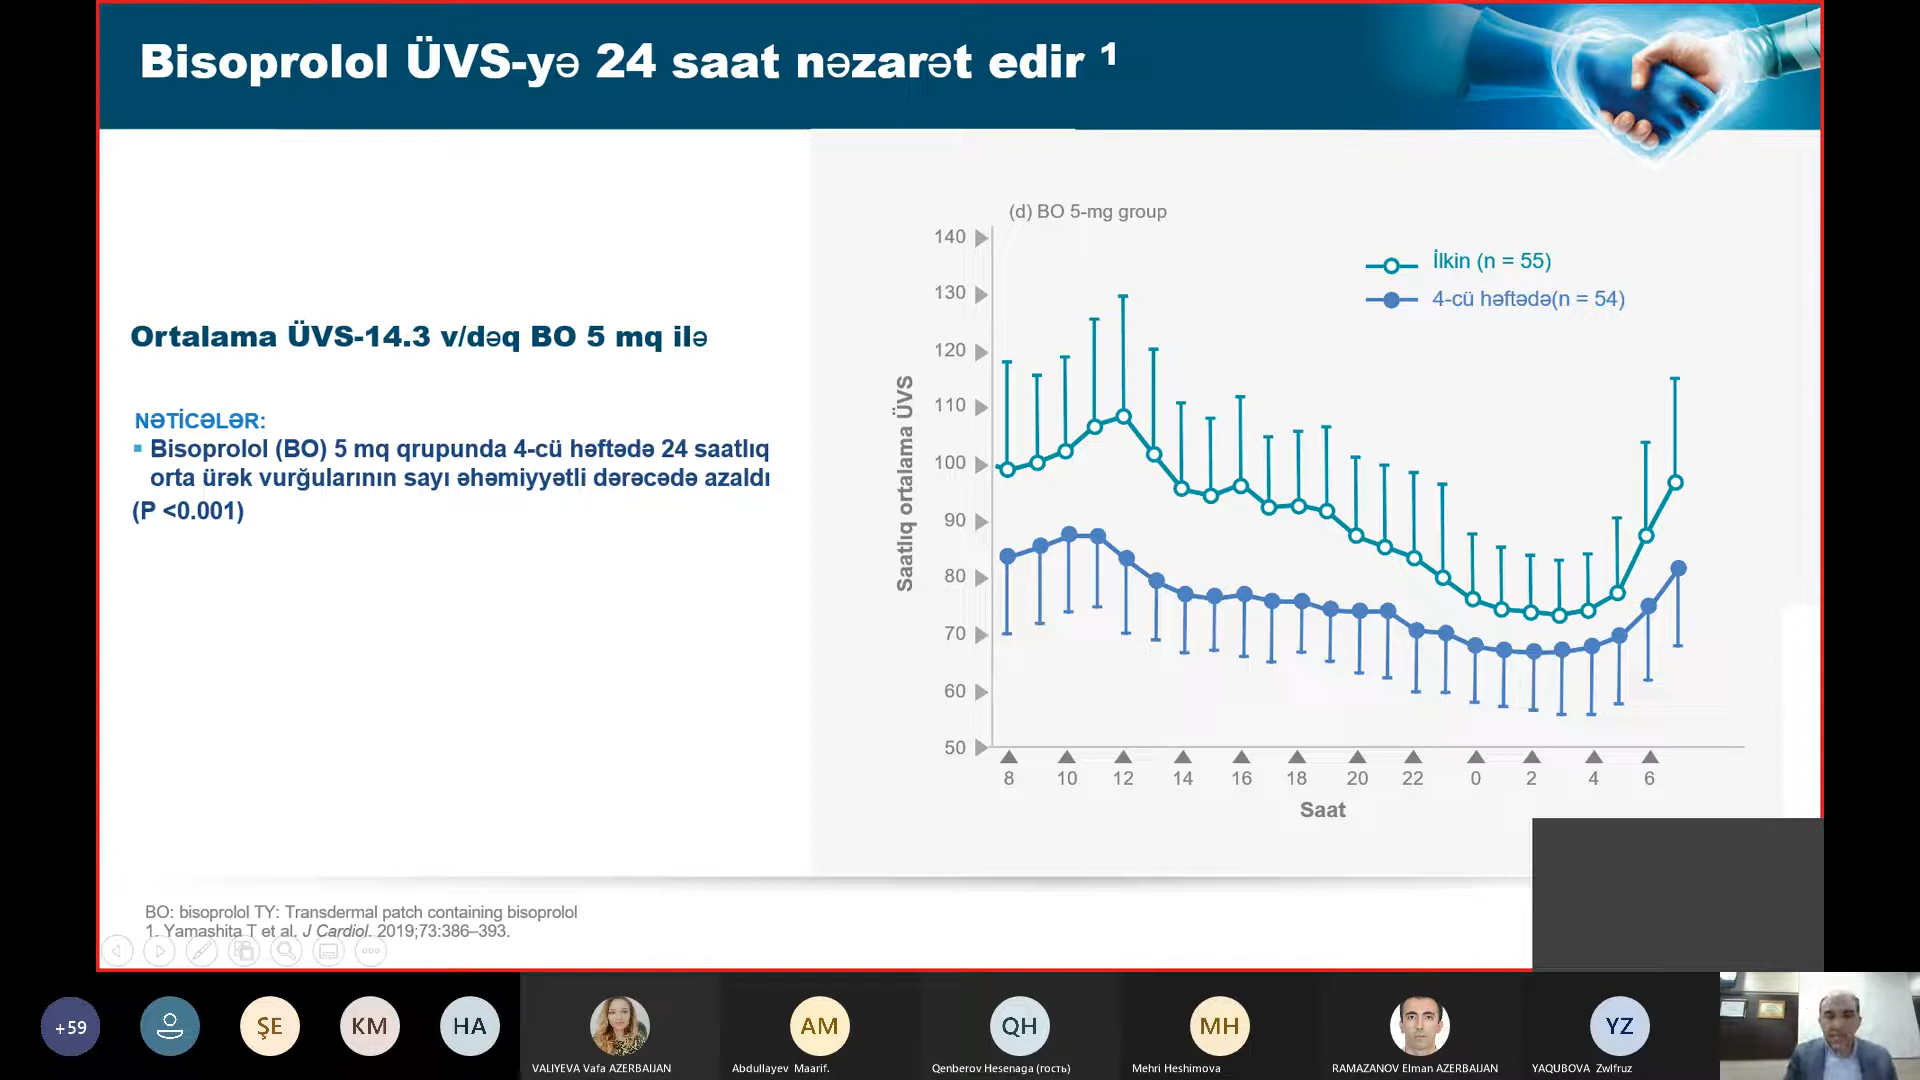 Bisoprolol ÜVS-yə 24 saat nəzarət edir ¹
Ortalama ÜVS-14.3 v/dəq BO 5 mq ilə
NƏTİCƏLƏR:
▪ Bisoprolol (BO) 5 mq qrupunda 4-cü həftədə 24 saatlıq
orta ürək vurğularının sayı əhəmiyyətli dərəcədə azaldı
(P <0.001)
(d) BO 5-mg group
İlkin (n = 55)
4-cü həftədə(n = 54)
Saatlıq ortalama ÜVS
140
130
120
110
100
90
80
70
60
50
8 10 12 14 16 18 20 22 0 2 4 6
Saat
BO: bisoprolol TY: Transdermal patch containing bisoprolol
1. Yamashita T et al. J Cardiol. 2019;73:386–393.
+59 ŞE KM HA AM QH MH YZ
VALIYEVA Vafa AZERBAIJAN Abdullayev Maarif. Qenberov Hesenaga (гость) Mehri Heshimova RAMAZANOV Elman AZERBAIJAN YAQUBOVA Zwlfruz